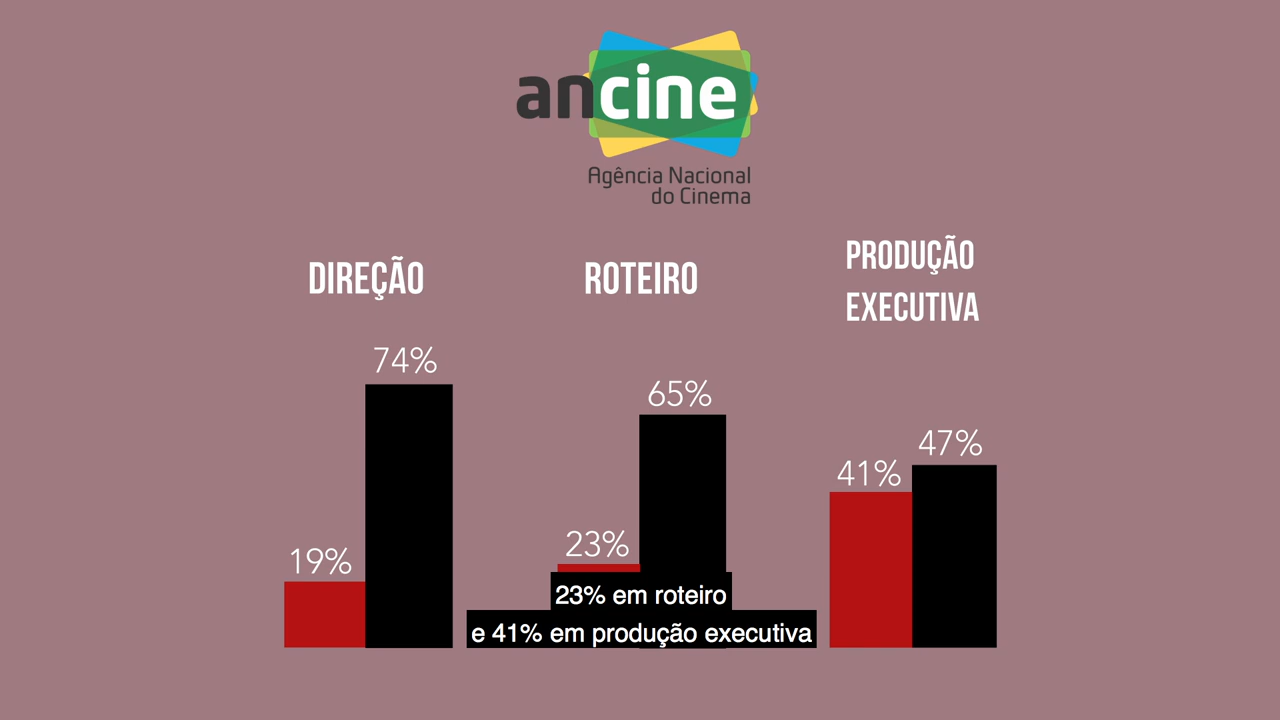 ancine
Agência Nacional
do Cinema
DIREÇÃO
ROTEIRO
PRODUÇÃO
EXECUTIVA
74%
65%
47%
41%
23%
19%
23% em roteiro
e 41% em produção executiva